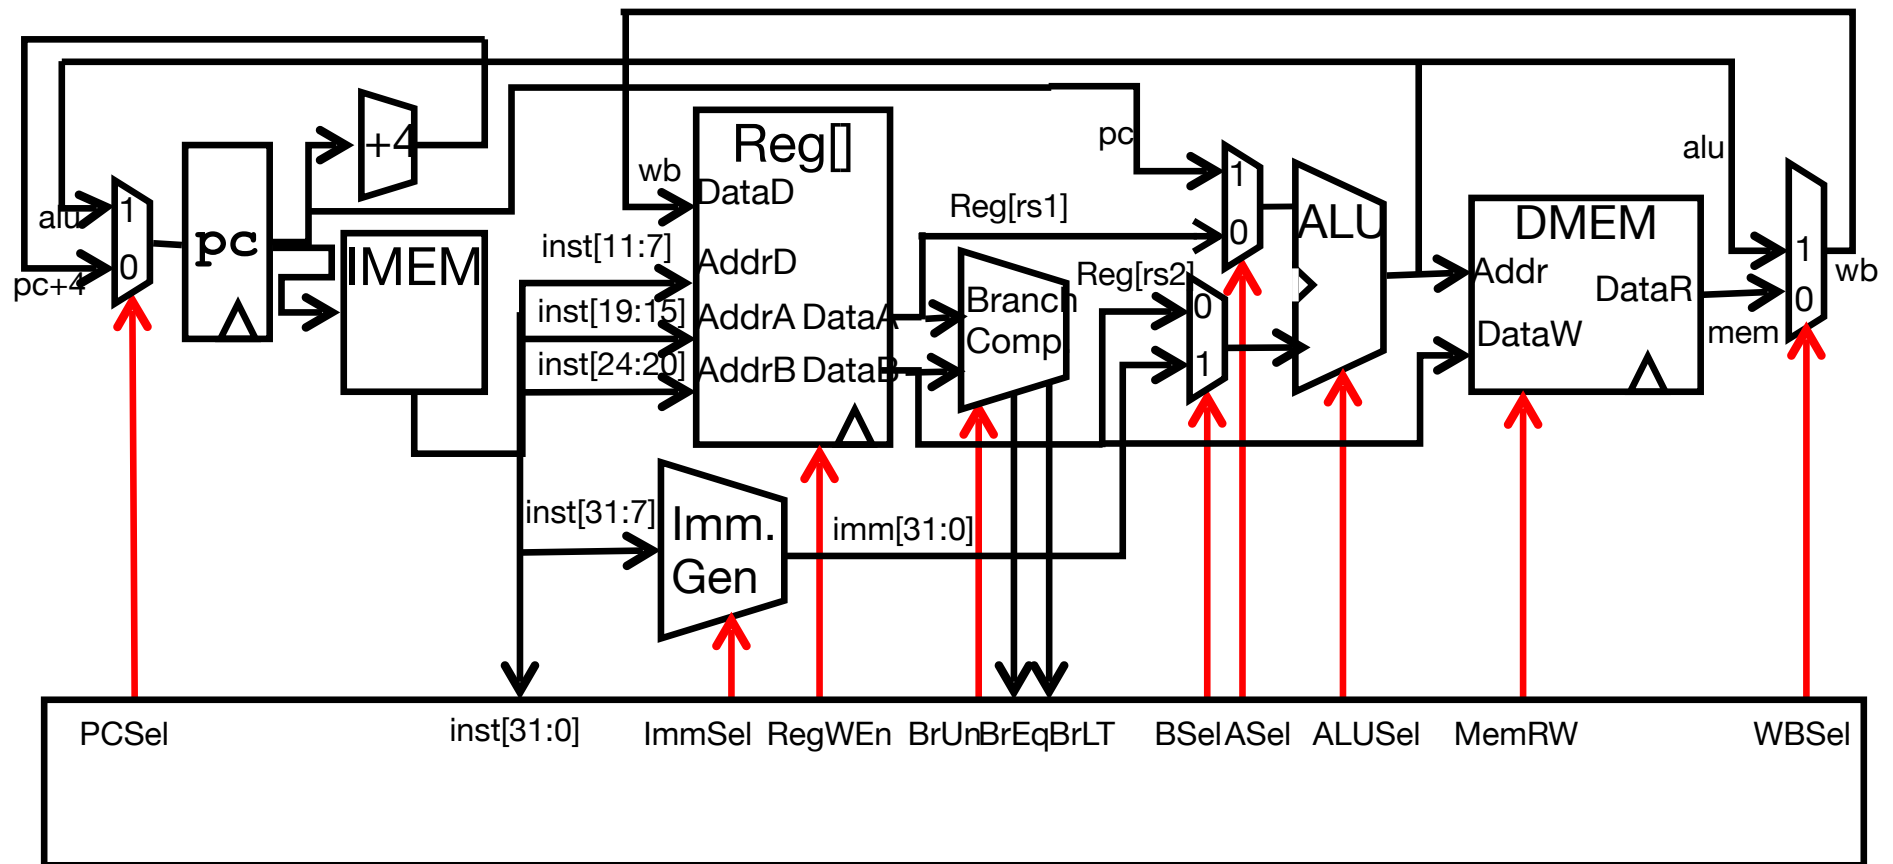 +4
Reg[]
pc
alu
wb
DataD
Reg[rs1]
1
1
ALU
DMEM
alu
pc
IMEM
inst[11:7]
AddrD
0
Addr
DataR
1
wb
0
pc+4
Reg[rs2]
inst[19:15]
AddrA DataA
Branch
Comp.
0
DataW
mem
0
inst[24:20]
AddrB DataB
1
inst[31:7]
Imm.
Gen
imm[31:0]
PCSel
inst[31:0]
ImmSel
RegWEn
BrUn
BrEq
BrLT
BSel
ASel
ALUSel
MemRW
WBSel